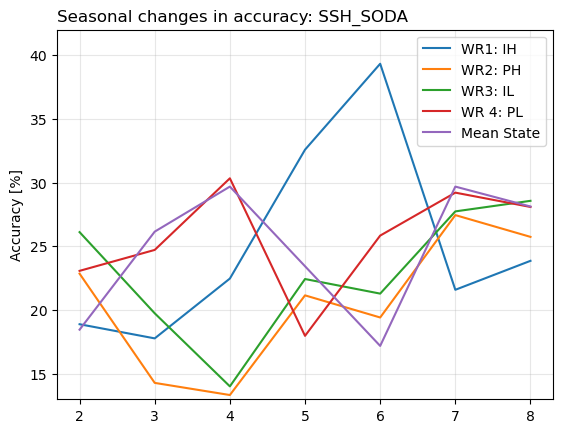 Seasonal changes in accuracy: SSH_SODA
Accuracy [%]
40
35
30
25
20
15
2 3 4 5 6 7 8
WR1: IH
WR2: PH
WR3: IL
WR 4: PL
Mean State